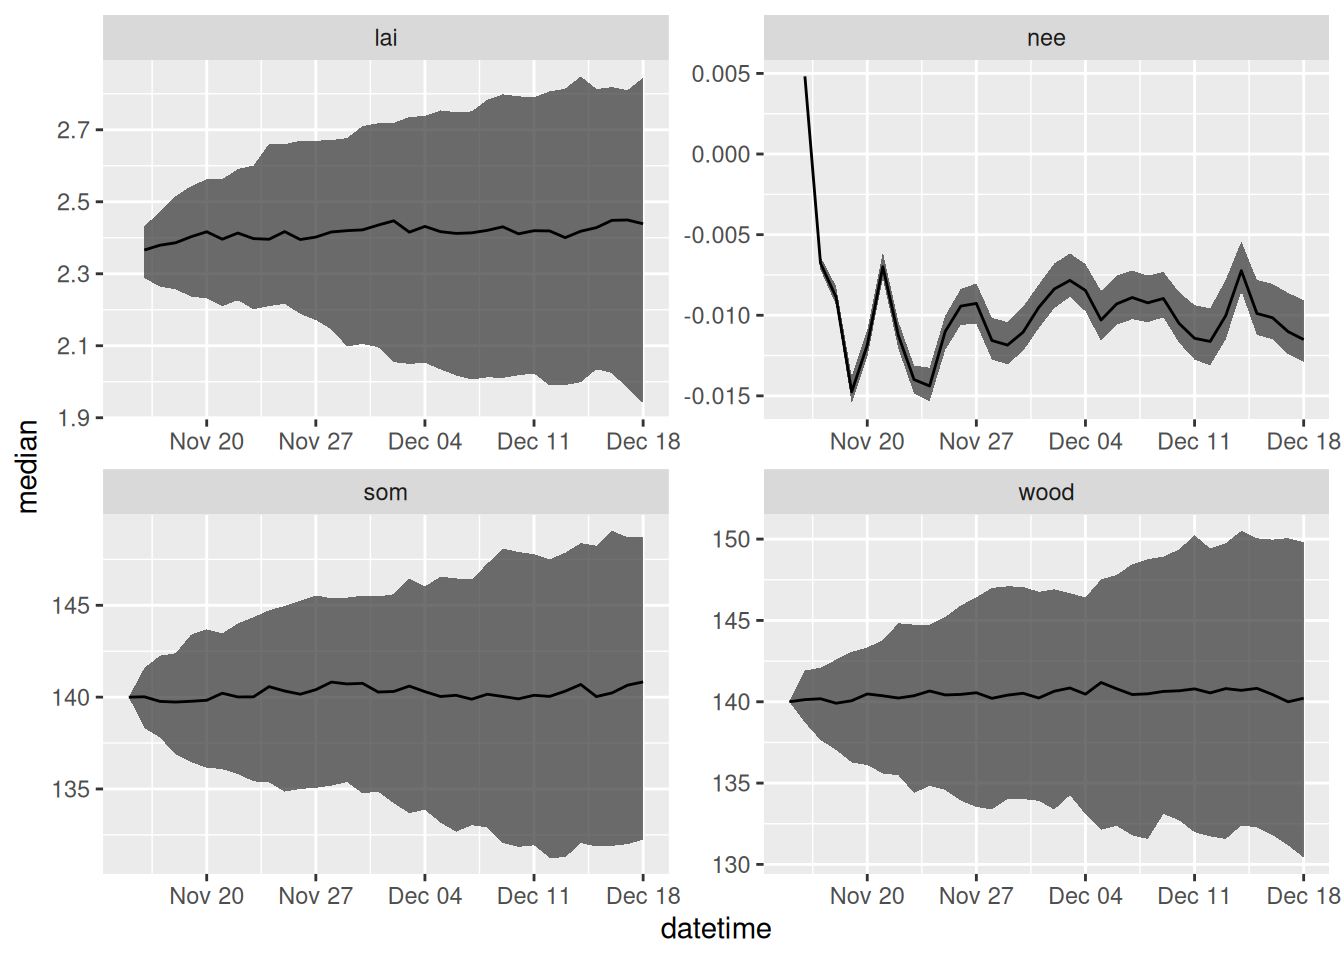 lai
2.7
2.5
2.3
2.1
1.9
Nov 20 Nov 27 Dec 04 Dec 11 Dec 18
nee
0.005
0.000
-0.005
-0.010
-0.015
Nov 20 Nov 27 Dec 04 Dec 11 Dec 18
median
som
145
140
135
Nov 20 Nov 27 Dec 04 Dec 11 Dec 18
wood
150
145
140
135
130
Nov 20 Nov 27 Dec 04 Dec 11 Dec 18
datetime